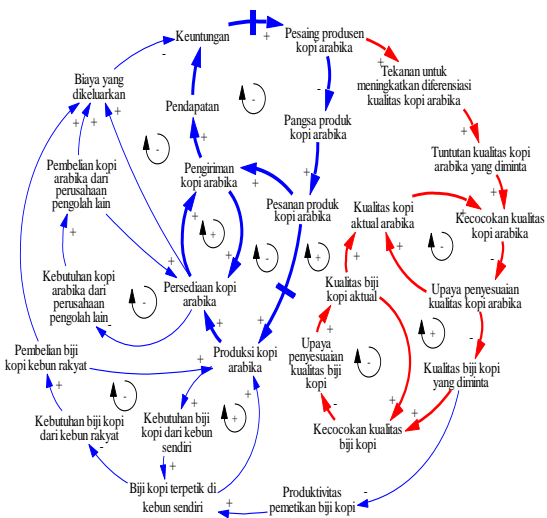 Keuntungan
Pesaing produsen
kopi arabika
Tekanan untuk
meningkatkan diferensiasi
kualitas kopi arabika
Biaya yang
dikeluarkan
Pendapatan
Pangsa produk
kopi arabika
Tuntutan kualitas kopi
arabika yang diminta
Pembelian kopi
arabika dari
perusahaan
pengolah lain
Pengiriman
kopi arabika
Pesanan produk
kopi arabika
Kualitas kopi
aktual arabika
Kecocokan kualitas
kopi arabika
Kebutuhan kopi
arabika dari
perusahaan
pengolah lain
Persediaan kopi
arabika
Kualitas biji
kopi aktual
Upaya penyesuaian
kualitas kopi arabika
Pembelian biji
kopi kebun rakyat
Produksi kopi
arabika
Upaya
penyesuaian
kualitas biji
kopi
Kualitas biji kopi
yang diminta
Kebutuhan biji kopi
dari kebun rakyat
Kebutuhan biji
kopi dari kebun
sendiri
Kecocokan kualitas
biji kopi
Biji kopi terpetik di
kebun sendiri
Produktivitas
pemetikan biji kopi